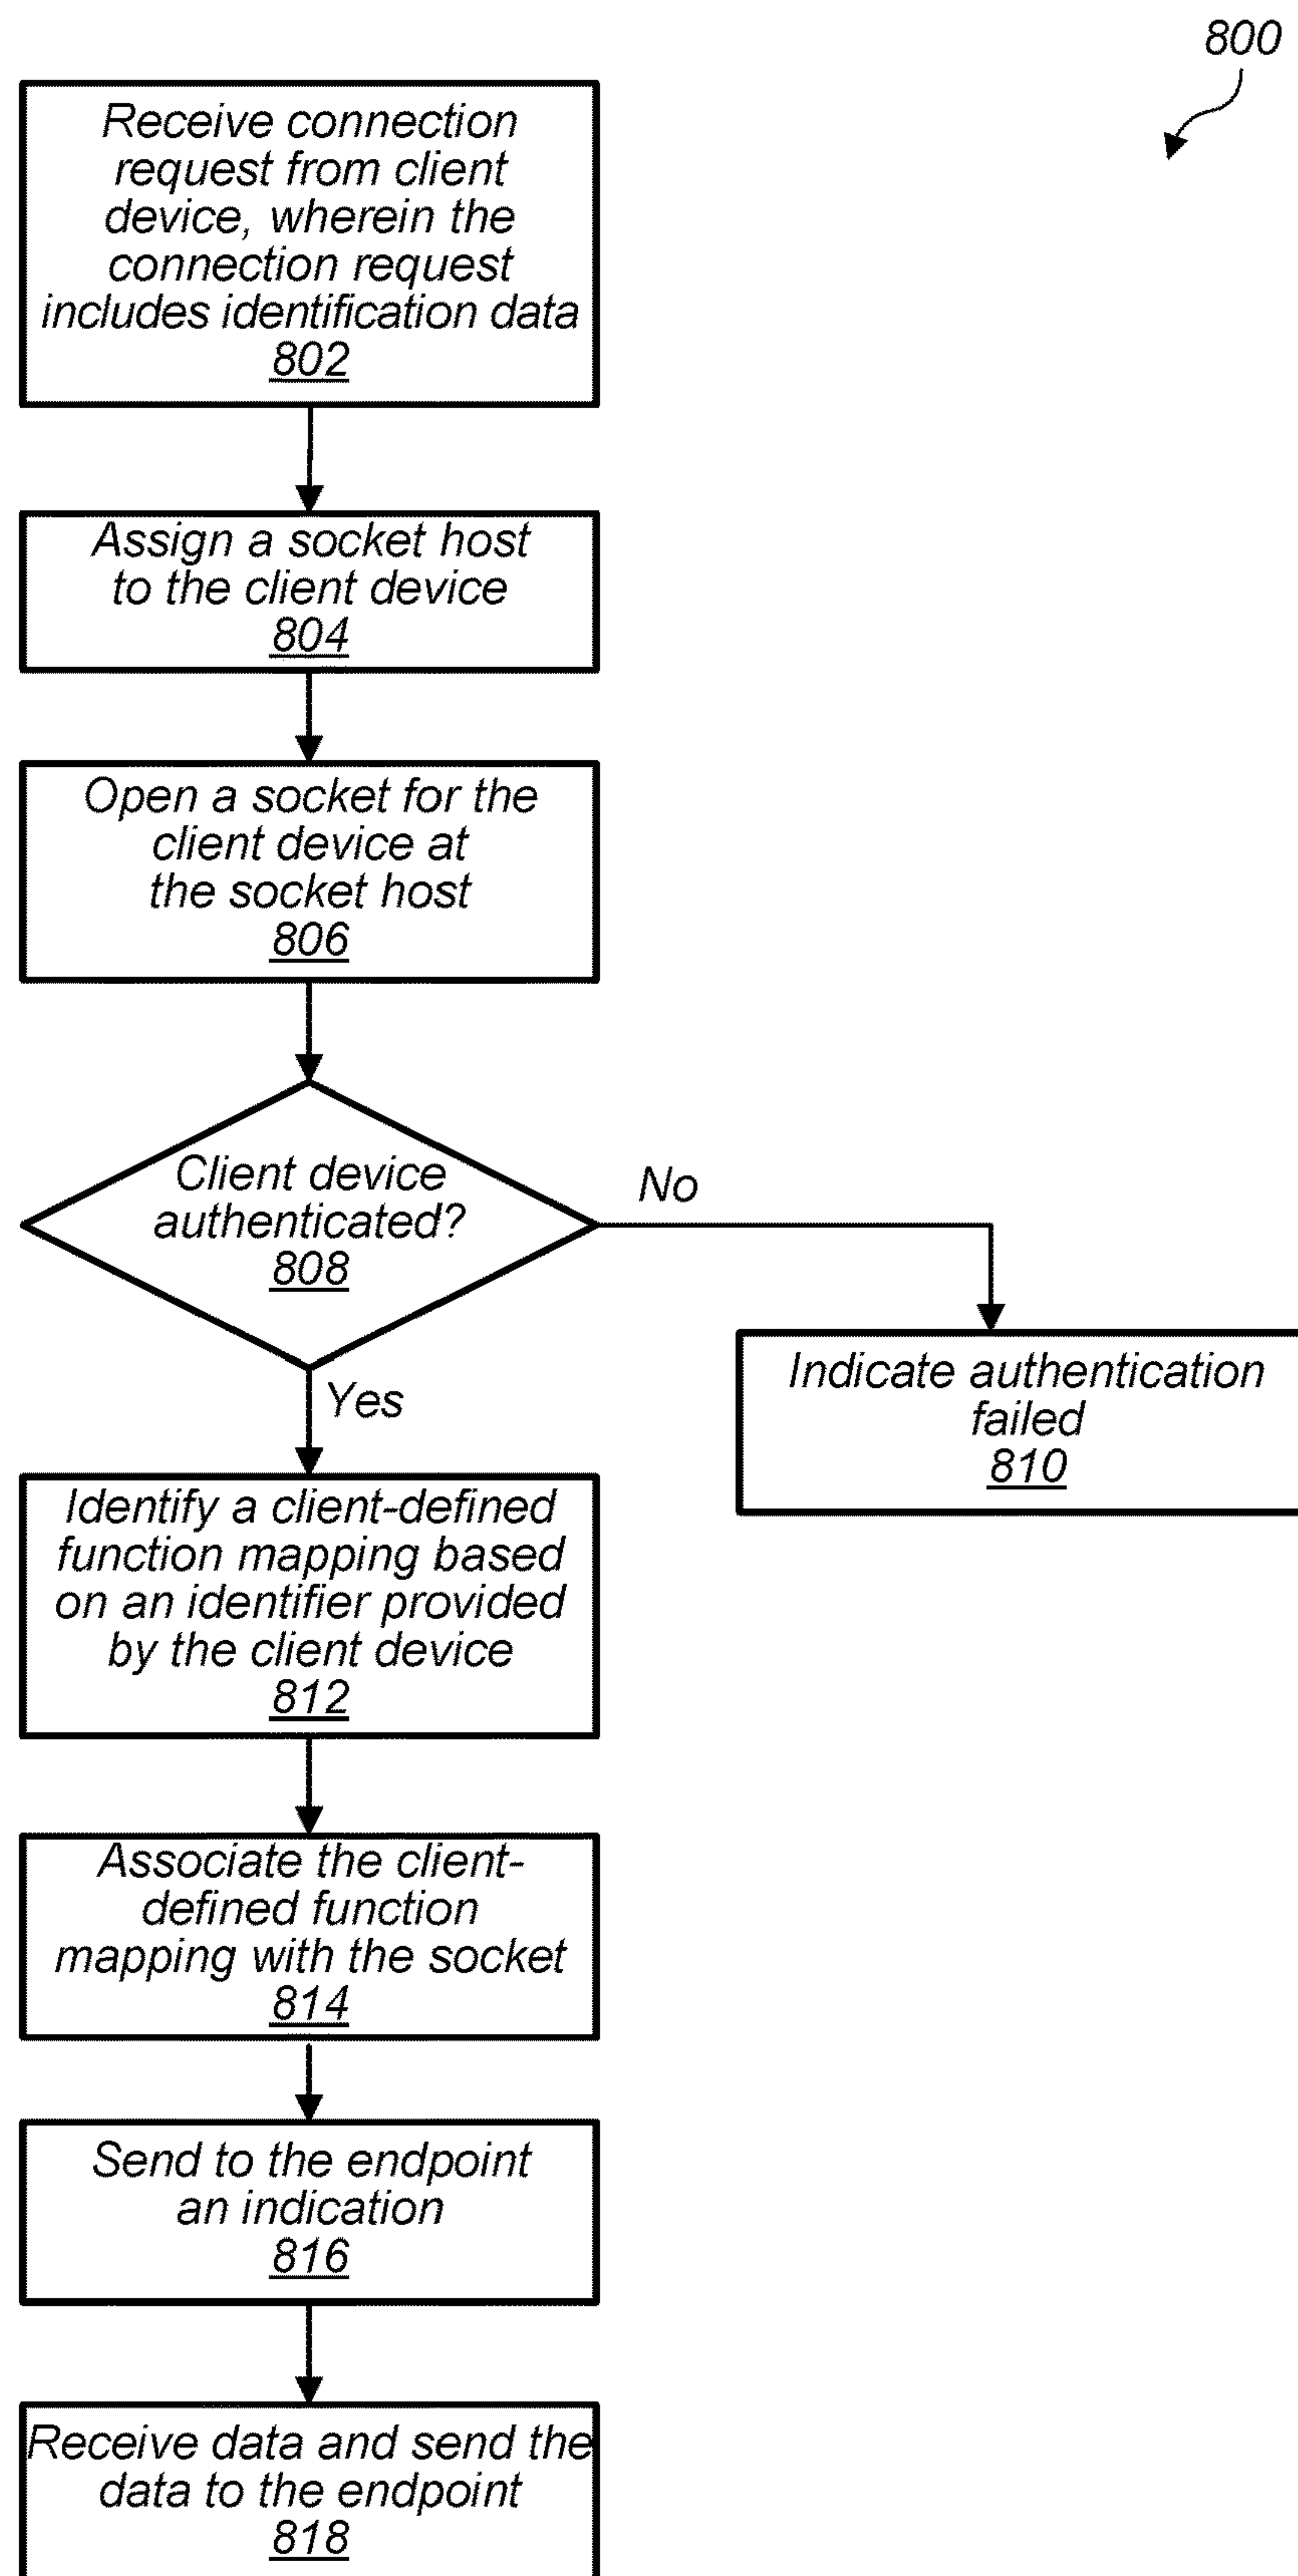 800
Receive connection
request from client
device, wherein the
connection request
includes identification data
802
Assign a socket host
to the client device
804
Open a socket for the
client device at
the socket host
806
Client device
authenticated?
808
No
Yes
Indicate authentication
failed
810
Identify a client-defined
function mapping based
on an identifier provided
by the client device
812
Associate the client-
defined function
mapping with the socket
814
Send to the endpoint
an indication
816
Receive data and send the
data to the endpoint
818